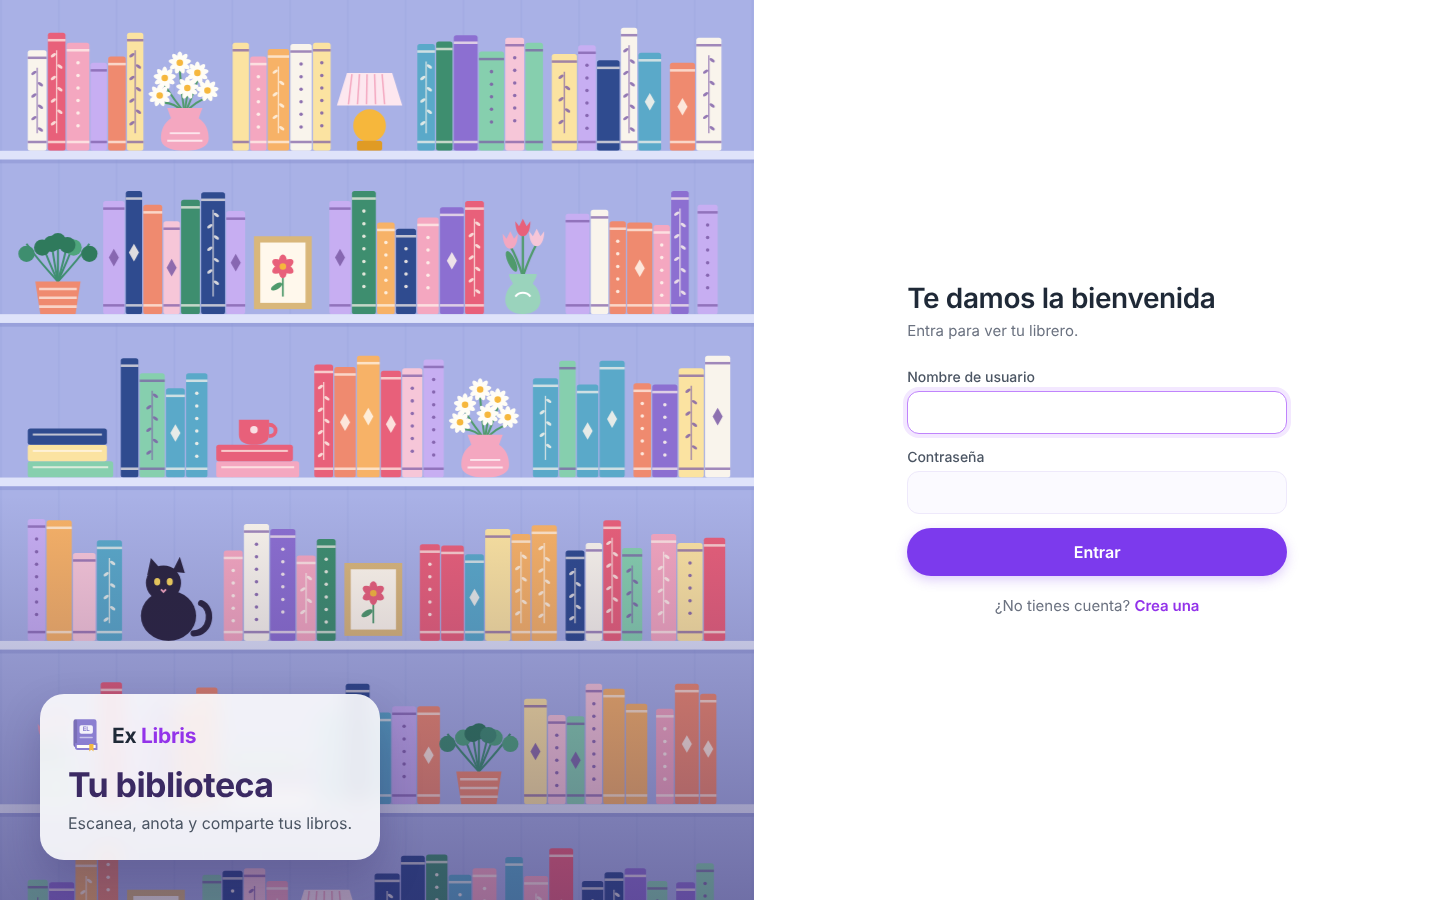 Ex Libris
Tu biblioteca
Escanea, anota y comparte tus libros.
Te damos la bienvenida
Entra para ver tu librero.
Nombre de usuario
Contraseña
Entrar
¿No tienes cuenta? Crea una